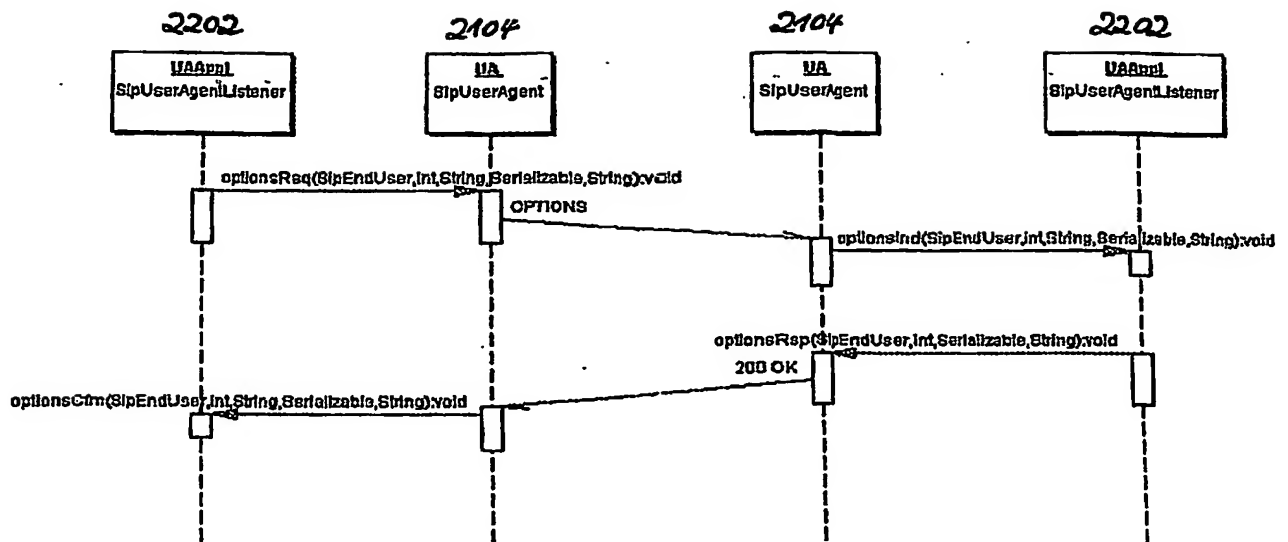 2202 2104 2104 2202
UAAppl UA UA UAAppl
SipUserAgentListener SipUserAgent SipUserAgent SipUserAgentListener
optionsReq(SipEndUser,int,String,Serializable,String):void
OPTIONS
optionsInd(SipEndUser,int,String,Serializable,String):void
optionsRsp(SipEndUser,int,Serializable,String):void
200 OK
optionsCfm(SipEndUser,int,String,Serializable,String):void